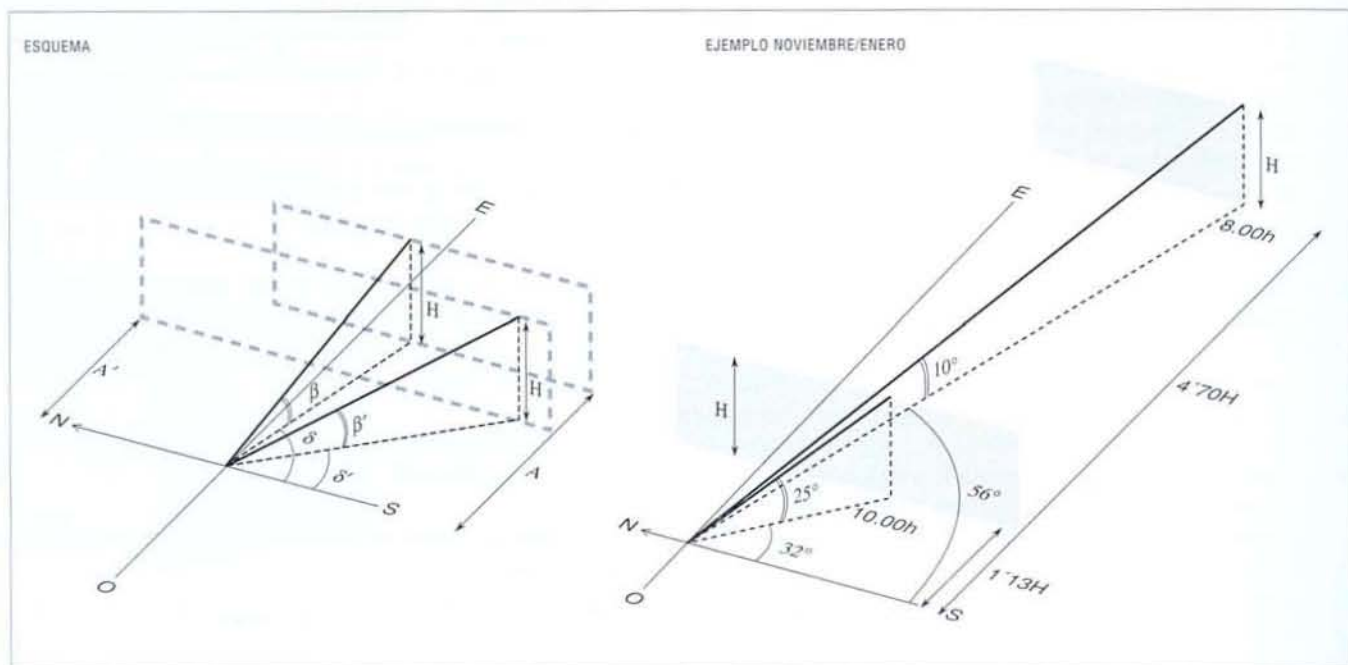 ESQUEMA
E
H
H
A'
β
β'
δ
δ'
N
A
S
O
EJEMPLO NOVIEMBRE/ENERO
H
E
8.00h
10°
4'70H
H
25°
56°
10.00h
N
32°
1'13H
S
O